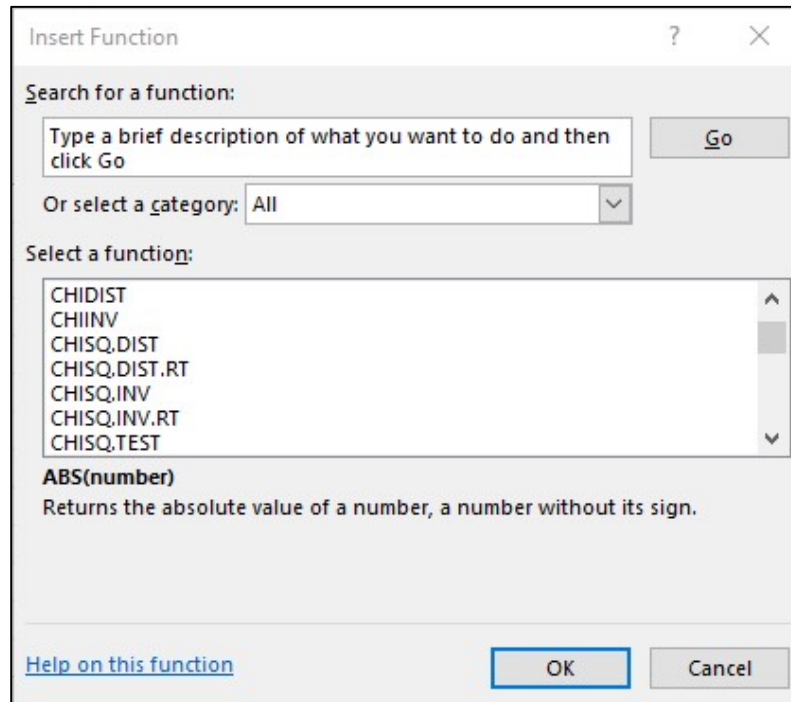 Insert Function
?
Search for a function:
Type a brief description of what you want to do and then
click Go
Go
Or select a category: All
Select a function:
CHIDIST
CHIINV
CHISQ.DIST
CHISQ.DIST.RT
CHISQ.INV
CHISQ.INV.RT
CHISQ.TEST
ABS(number)
Returns the absolute value of a number, a number without its sign.
Help on this function
OK
Cancel